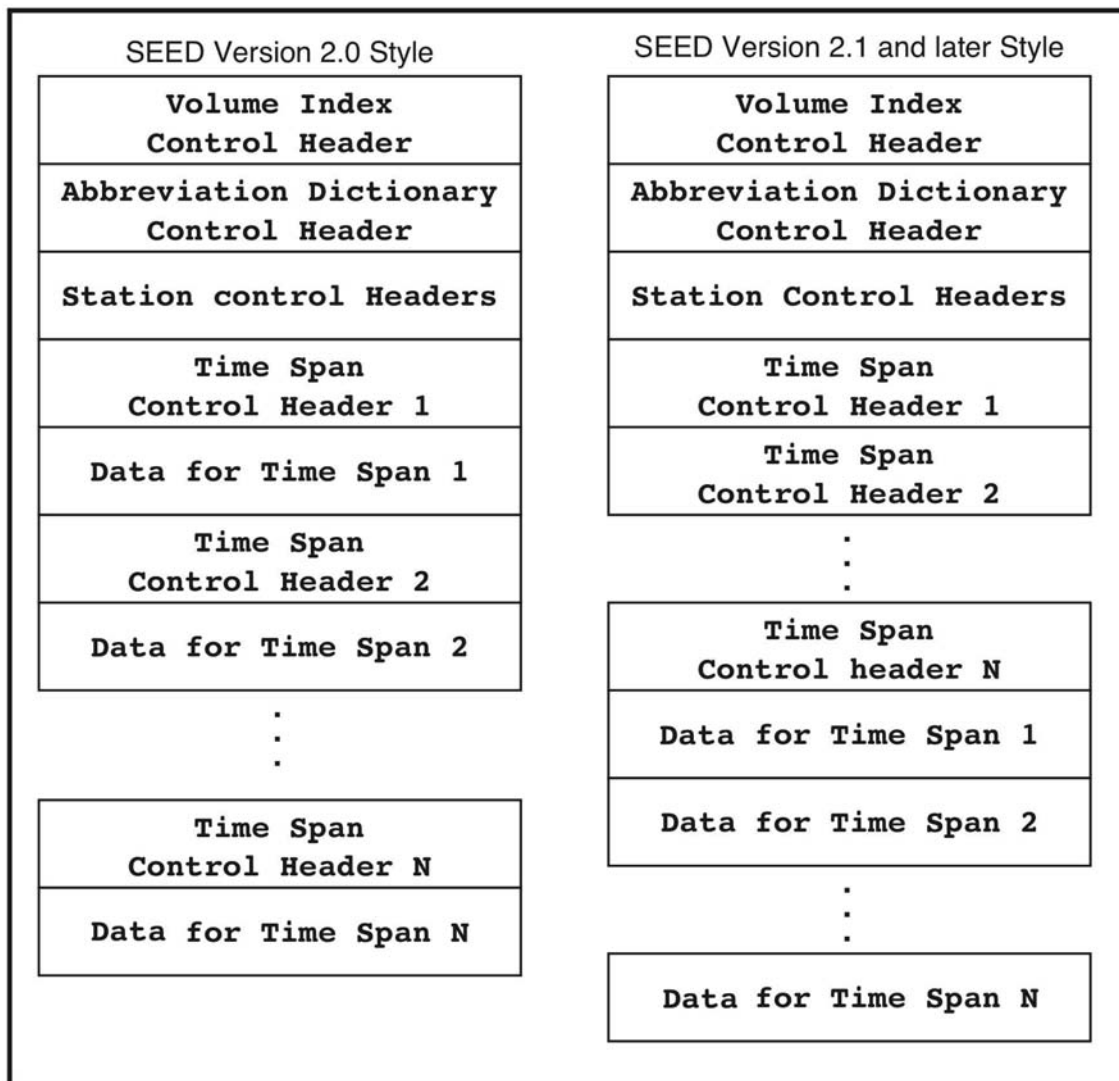 SEED Version 2.0 Style
Volume Index
Control Header
Abbreviation Dictionary
Control Header
Station control Headers
Time Span
Control Header 1
Data for Time Span 1
Time Span
Control Header 2
Data for Time Span 2
Time Span
Control Header N
Data for Time Span N
SEED Version 2.1 and later Style
Volume Index
Control Header
Abbreviation Dictionary
Control Header
Station Control Headers
Time Span
Control Header 1
Time Span
Control Header 2
Time Span
Control header N
Data for Time Span 1
Data for Time Span 2
Data for Time Span N